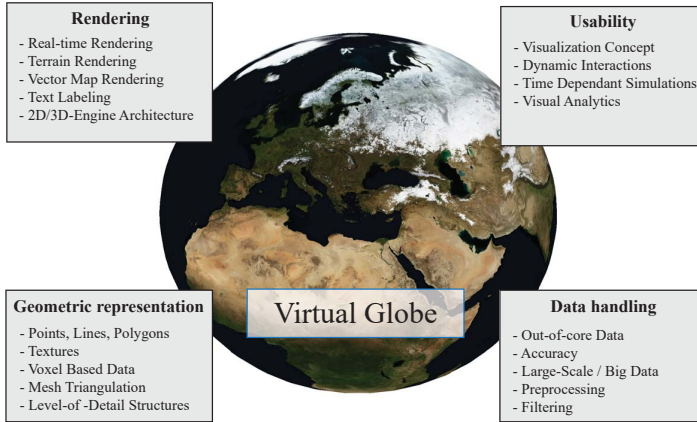 Rendering
- Real-time Rendering
- Terrain Rendering
- Vector Map Rendering
- Text Labeling
- 2D/3D-Engine Architecture
Usability
- Visualization Concept
- Dynamic Interactions
- Time Dependant Simulations
- Visual Analytics
Geometric representation
- Points, Lines, Polygons
- Textures
- Voxel Based Data
- Mesh Triangulation
- Level-of -Detail Structures
Virtual Globe
Data handling
- Out-of-core Data
- Accuracy
- Large-Scale / Big Data
- Preprocessing
- Filtering